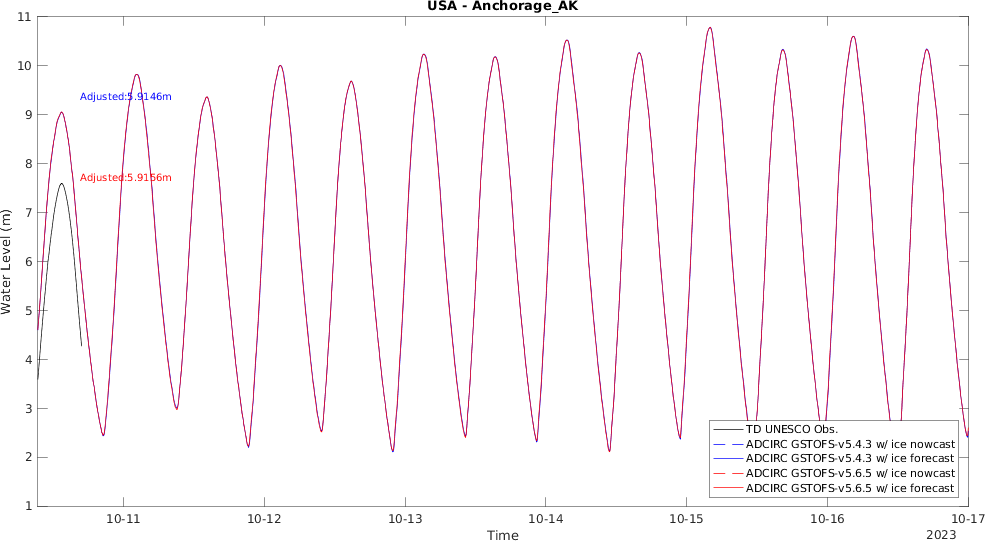 USA - Anchorage_AK
11
10
9
8
7
6
5
4
3
2
1
Water Level (m)
Adjusted:5.9146m
Adjusted:5.9156m
TD UNESCO Obs.
ADCIRC GSTOFS-v5.4.3 w/ ice nowcast
ADCIRC GSTOFS-v5.4.3 w/ ice forecast
ADCIRC GSTOFS-v5.6.5 w/ ice nowcast
ADCIRC GSTOFS-v5.6.5 w/ ice forecast
10-11 10-12 10-13 10-14 10-15 10-16 10-17
Time
2023